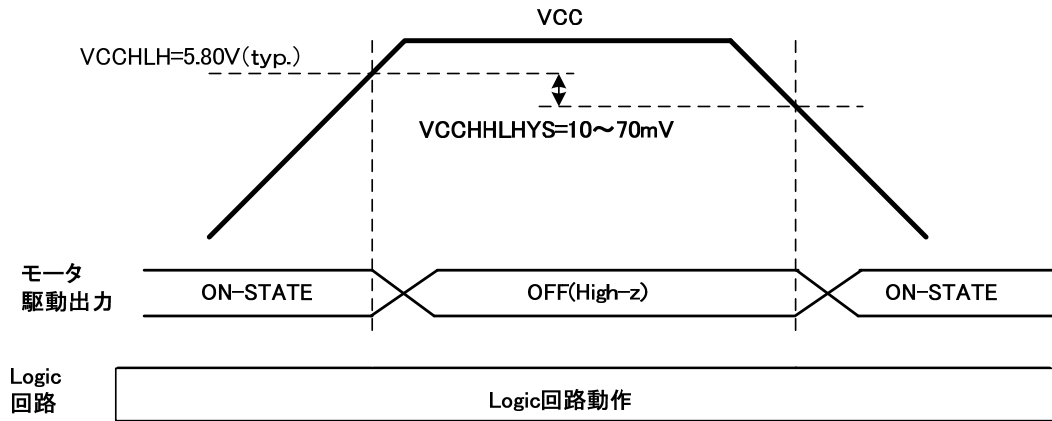 VCC
VCCHLH=5.80V(typ.)
VCCHHLHYS=10～70mV
モータ
駆動出力
ON-STATE
OFF(High-z)
ON-STATE
Logic
回路
Logic回路動作